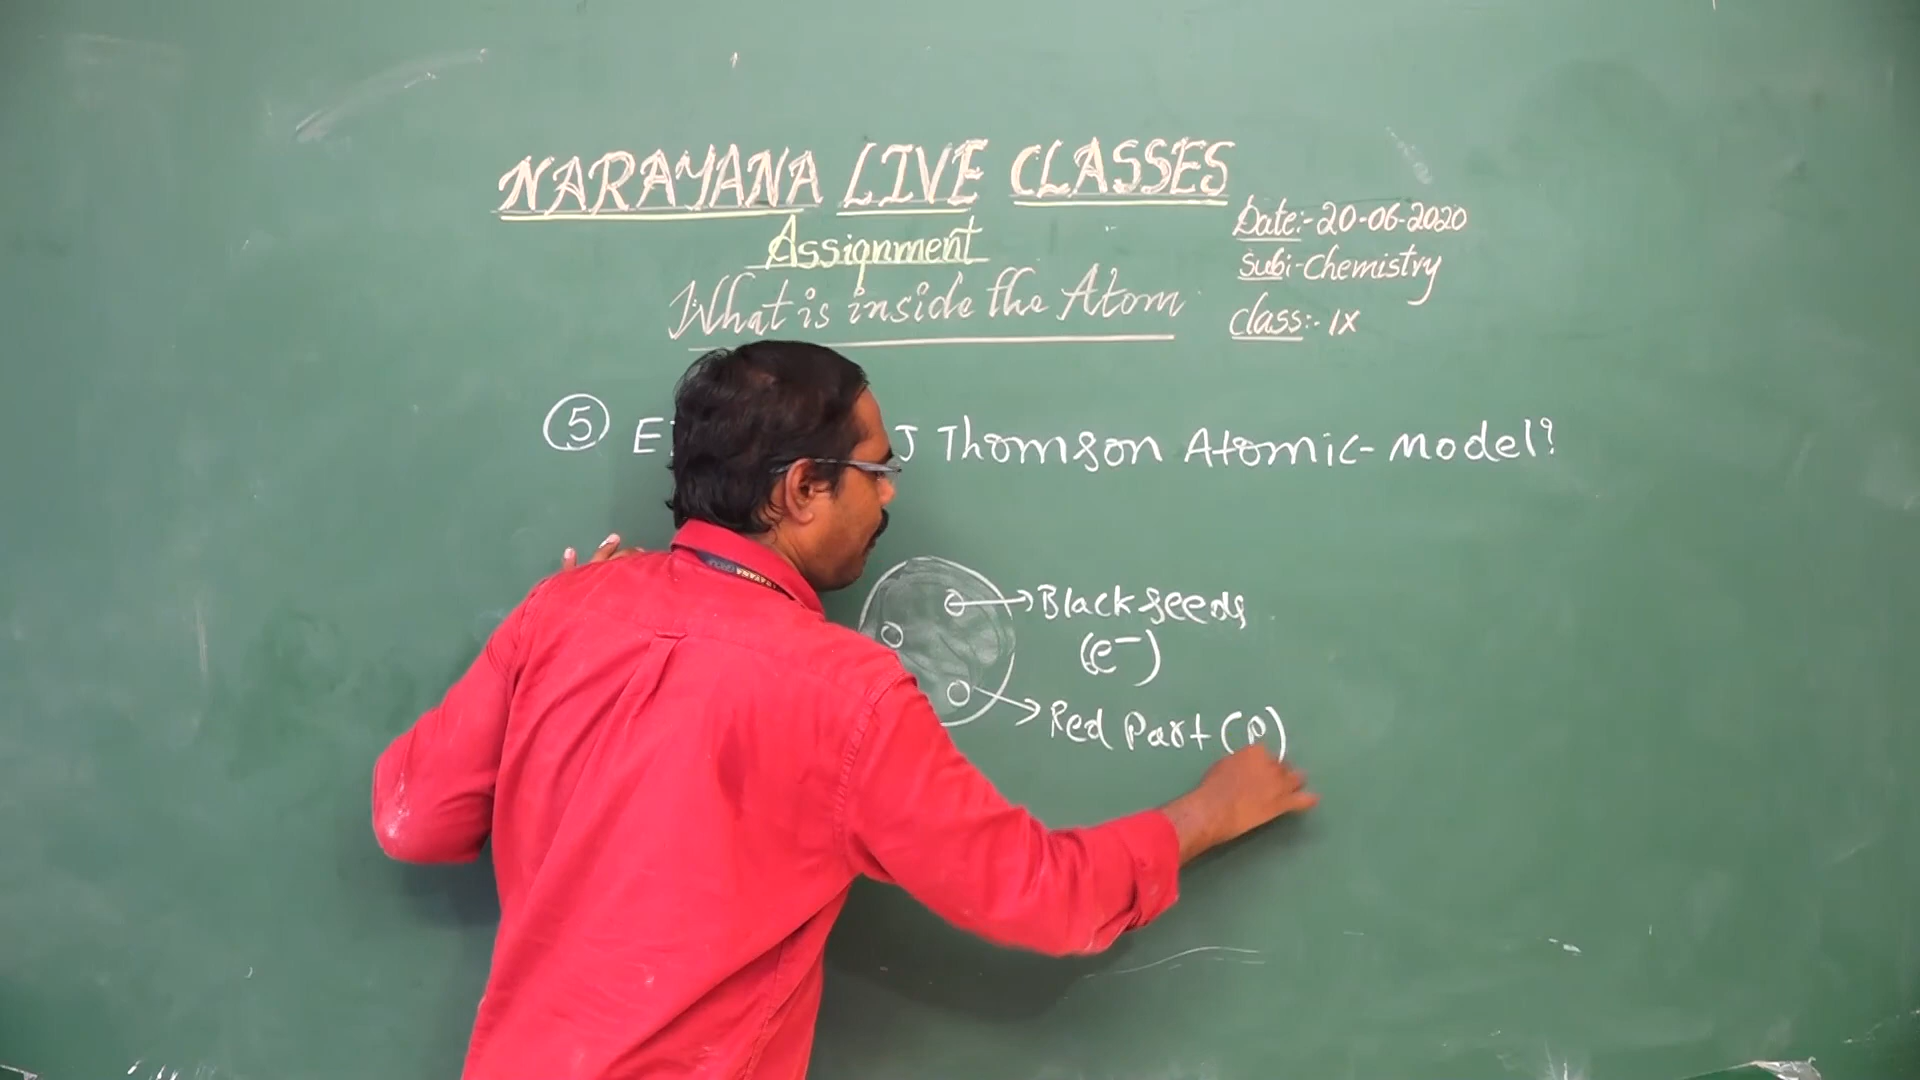 NARAYANA LIVE CLASSES
Assignment
What is inside the Atom
Date:-20-06-2020
Sub:-Chemistry
Class:-IX
5 E J Thomson Atomic-Model?
Black seeds
(e⁻)
Red Part (P)